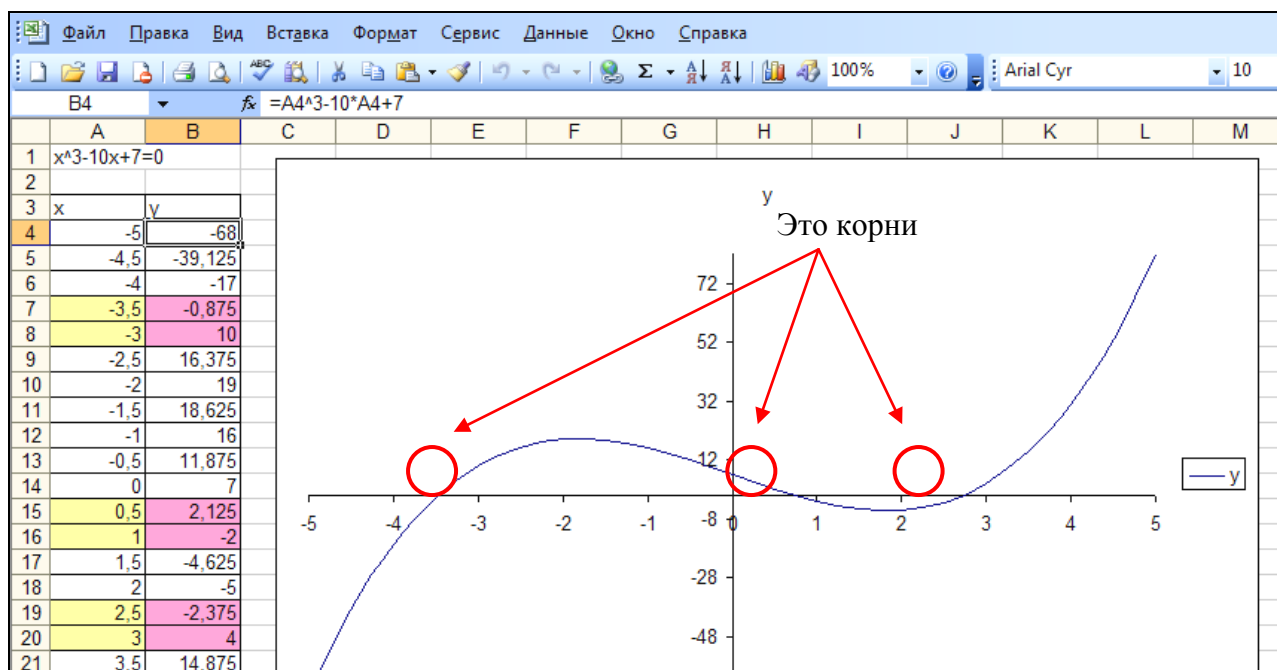 Файл Правка Вид Вставка Формат Сервис Данные Окно Справка
100% Arial Cyr 10
B4 fx =A4^3-10*A4+7
A B C D E F G H I J K L M
1 x^3-10x+7=0
2
3 x y
4 -5 -68
5 -4,5 -39,125
6 -4 -17
7 -3,5 -0,875
8 -3 10
9 -2,5 16,375
10 -2 19
11 -1,5 18,625
12 -1 16
13 -0,5 11,875
14 0 7
15 0,5 2,125
16 1 -2
17 1,5 -4,625
18 2 -5
19 2,5 -2,375
20 3 4
21 3,5 14,875
y
Это корни
72
52
32
12
-8
-28
-48
-5 -4 -3 -2 -1 0 1 2 3 4 5
y